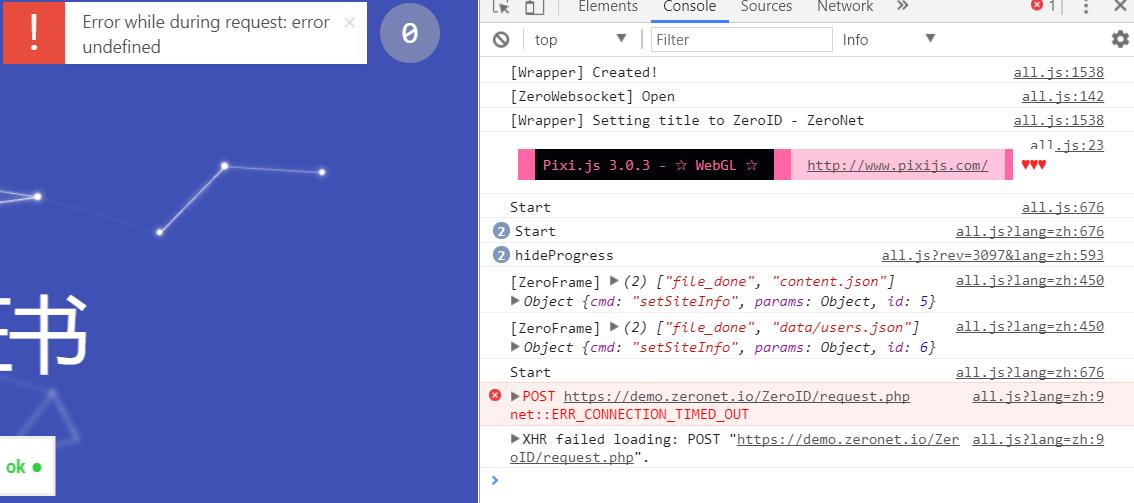 !
Error while during request: error
undefined
×
0
书
ok
Elements Console Sources Network » 1
top Filter Info
[Wrapper] Created! all.js:1538
[ZeroWebsocket] Open all.js:142
[Wrapper] Setting title to ZeroID - ZeroNet all.js:1538
all.js:23
Pixi.js 3.0.3 - ☆ WebGL ☆ http://www.pixijs.com/ ♥♥♥
Start all.js:676
2 Start all.js?lang=zh:676
2 hideProgress all.js?rev=3097&lang=zh:593
[ZeroFrame] ▶(2) ["file_done", "content.json"] all.js?lang=zh:450
▶Object {cmd: "setSiteInfo", params: Object, id: 5}
[ZeroFrame] ▶(2) ["file_done", "data/users.json"] all.js?lang=zh:450
▶Object {cmd: "setSiteInfo", params: Object, id: 6}
Start all.js?lang=zh:676
▶POST https://demo.zeronet.io/ZeroID/request.php all.js?lang=zh:9
net::ERR_CONNECTION_TIMED_OUT
▶XHR failed loading: POST "https://demo.zeronet.io/Zer all.js?lang=zh:9
oID/request.php".